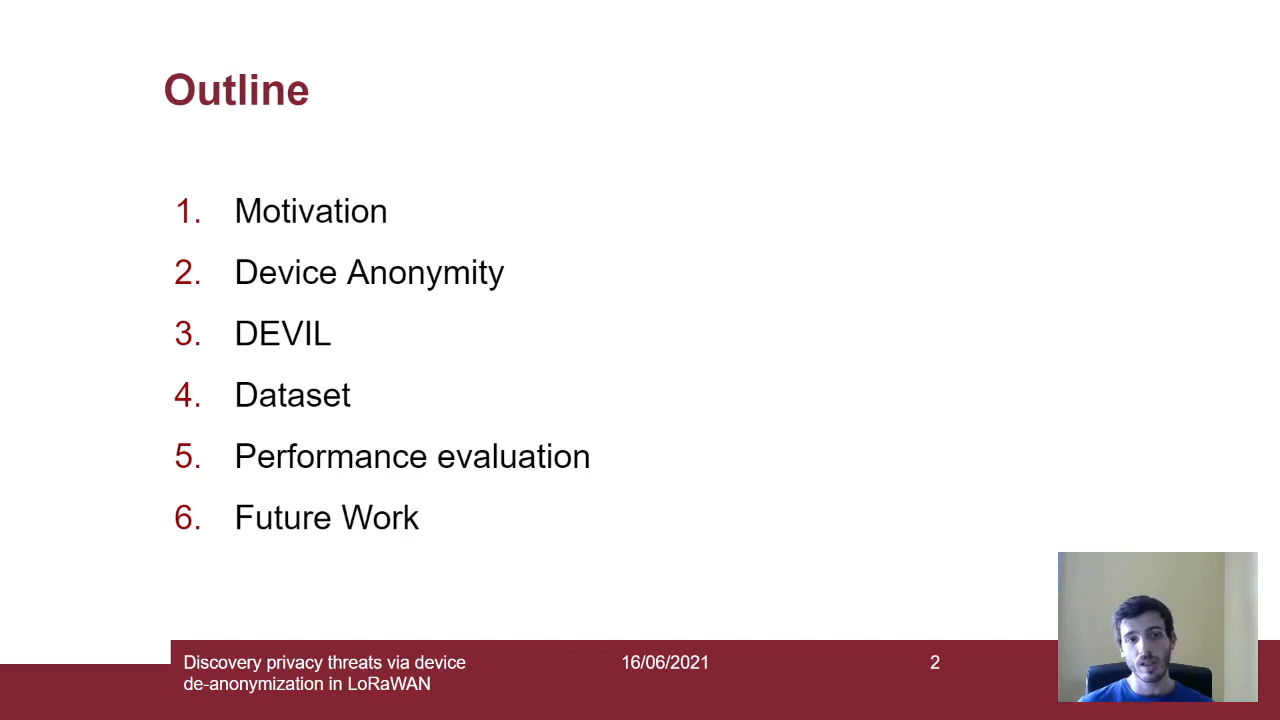 Outline
1. Motivation
2. Device Anonymity
3. DEVIL
4. Dataset
5. Performance evaluation
6. Future Work
Discovery privacy threats via device
de-anonymization in LoRaWAN
16/06/2021
2